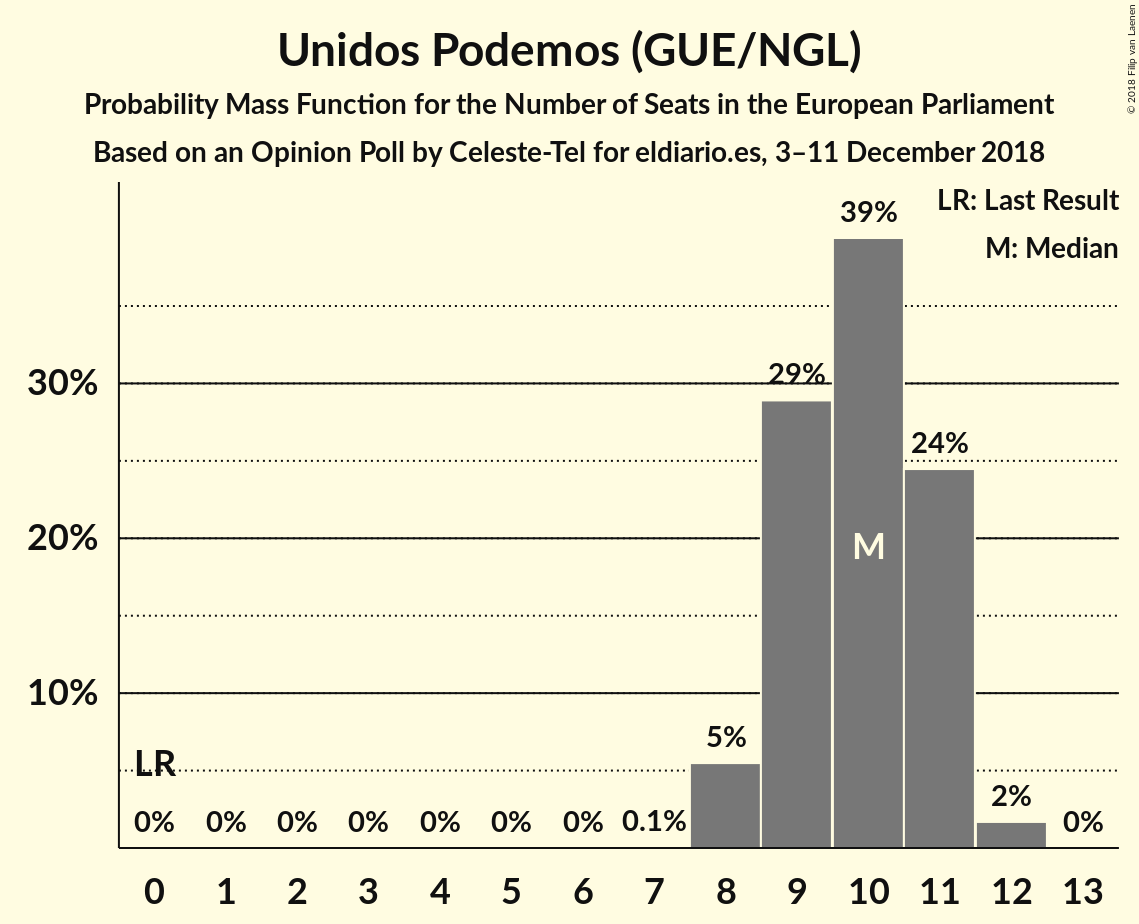 Unidos Podemos (GUE/NGL)
Probability Mass Function for the Number of Seats in the European Parliament
Based on an Opinion Poll by Celeste-Tel for eldiario.es, 3–11 December 2018
© 2018 Filip van Laenen
LR: Last Result
M: Median
39%
30%
29%
24%
20%
M
10%
5%
LR
2%
0% 0% 0% 0% 0% 0% 0% 0.1% 0%
0 1 2 3 4 5 6 7 8 9 10 11 12 13